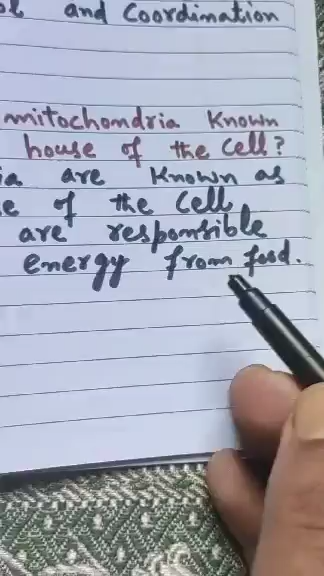 and Coordination
mitochondria Known
house of the cell?
are Known as
of the Cell
are responsible
energy from food.